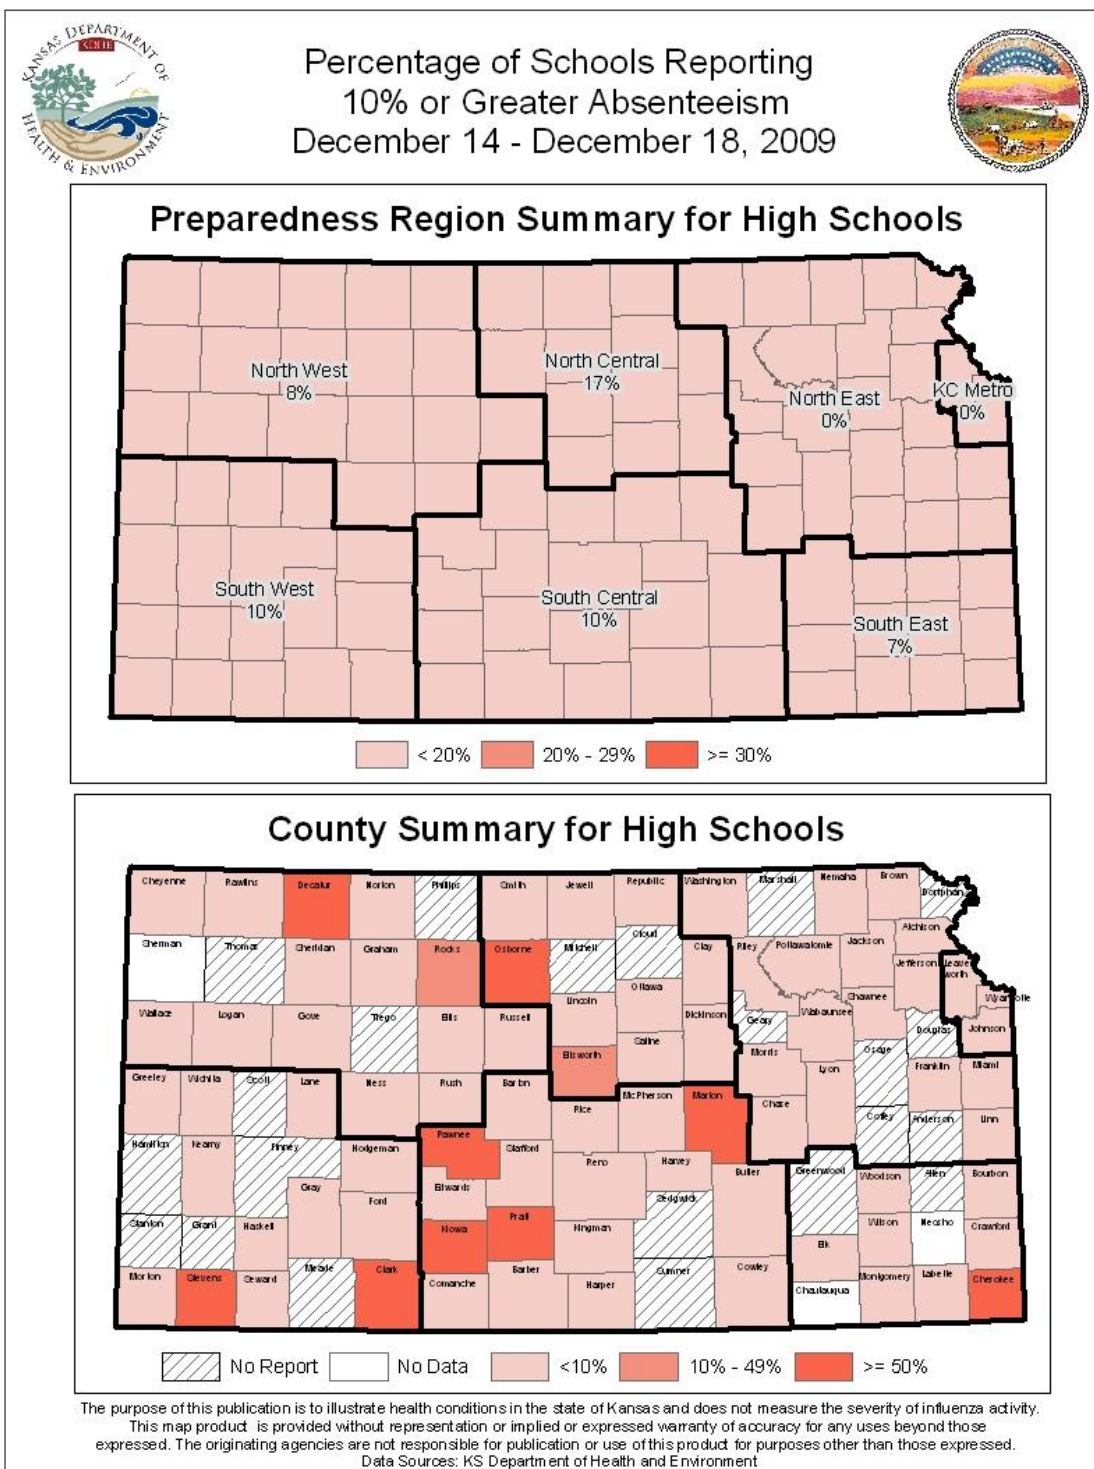 KANSAS DEPARTMENT OF
HEALTH & ENVIRONMENT
KDHE
Percentage of Schools Reporting
10% or Greater Absenteeism
December 14 - December 18, 2009
Preparedness Region Summary for High Schools
North West
8%
North Central
17%
North East
0%
KC Metro
0%
South West
10%
South Central
10%
South East
7%
< 20%
20% - 29%
>= 30%
County Summary for High Schools
Cheyenne
Rawlins
Decatur
Norton
Phillips
Smith
Jewell
Republic
Washington
Marshall
Nemaha
Brown
Doniphan
Sherman
Thomas
Sheridan
Graham
Rooks
Osborne
Mitchell
Cloud
Clay
Riley
Pottawatomie
Jackson
Atchison
Jefferson
Leavenworth
Wyandotte
Wallace
Logan
Gove
Trego
Ellis
Russell
Lincoln
Ottawa
Dickinson
Geary
Wabaunsee
Shawnee
Douglas
Johnson
Ellsworth
Saline
Morris
Osage
Franklin
Miami
Greeley
Wichita
Scott
Lane
Ness
Rush
Barton
Rice
McPherson
Marion
Chase
Lyon
Coffey
Anderson
Linn
Hamilton
Kearny
Finney
Hodgeman
Pawnee
Stafford
Reno
Harvey
Butler
Greenwood
Woodson
Allen
Bourbon
Gray
Ford
Edwards
Stanton
Grant
Haskell
Kiowa
Pratt
Kingman
Sedgwick
Elk
Wilson
Neosho
Crawford
Morton
Stevens
Seward
Meade
Clark
Comanche
Barber
Harper
Sumner
Cowley
Chautauqua
Montgomery
Labette
Cherokee
No Report
No Data
<10%
10% - 49%
>= 50%
The purpose of this publication is to illustrate health conditions in the state of Kansas and does not measure the severity of influenza activity.
This map product is provided without representation or implied or expressed warranty of accuracy for any uses beyond those
expressed. The originating agencies are not responsible for publication or use of this product for purposes other than those expressed.
Data Sources: KS Department of Health and Environment